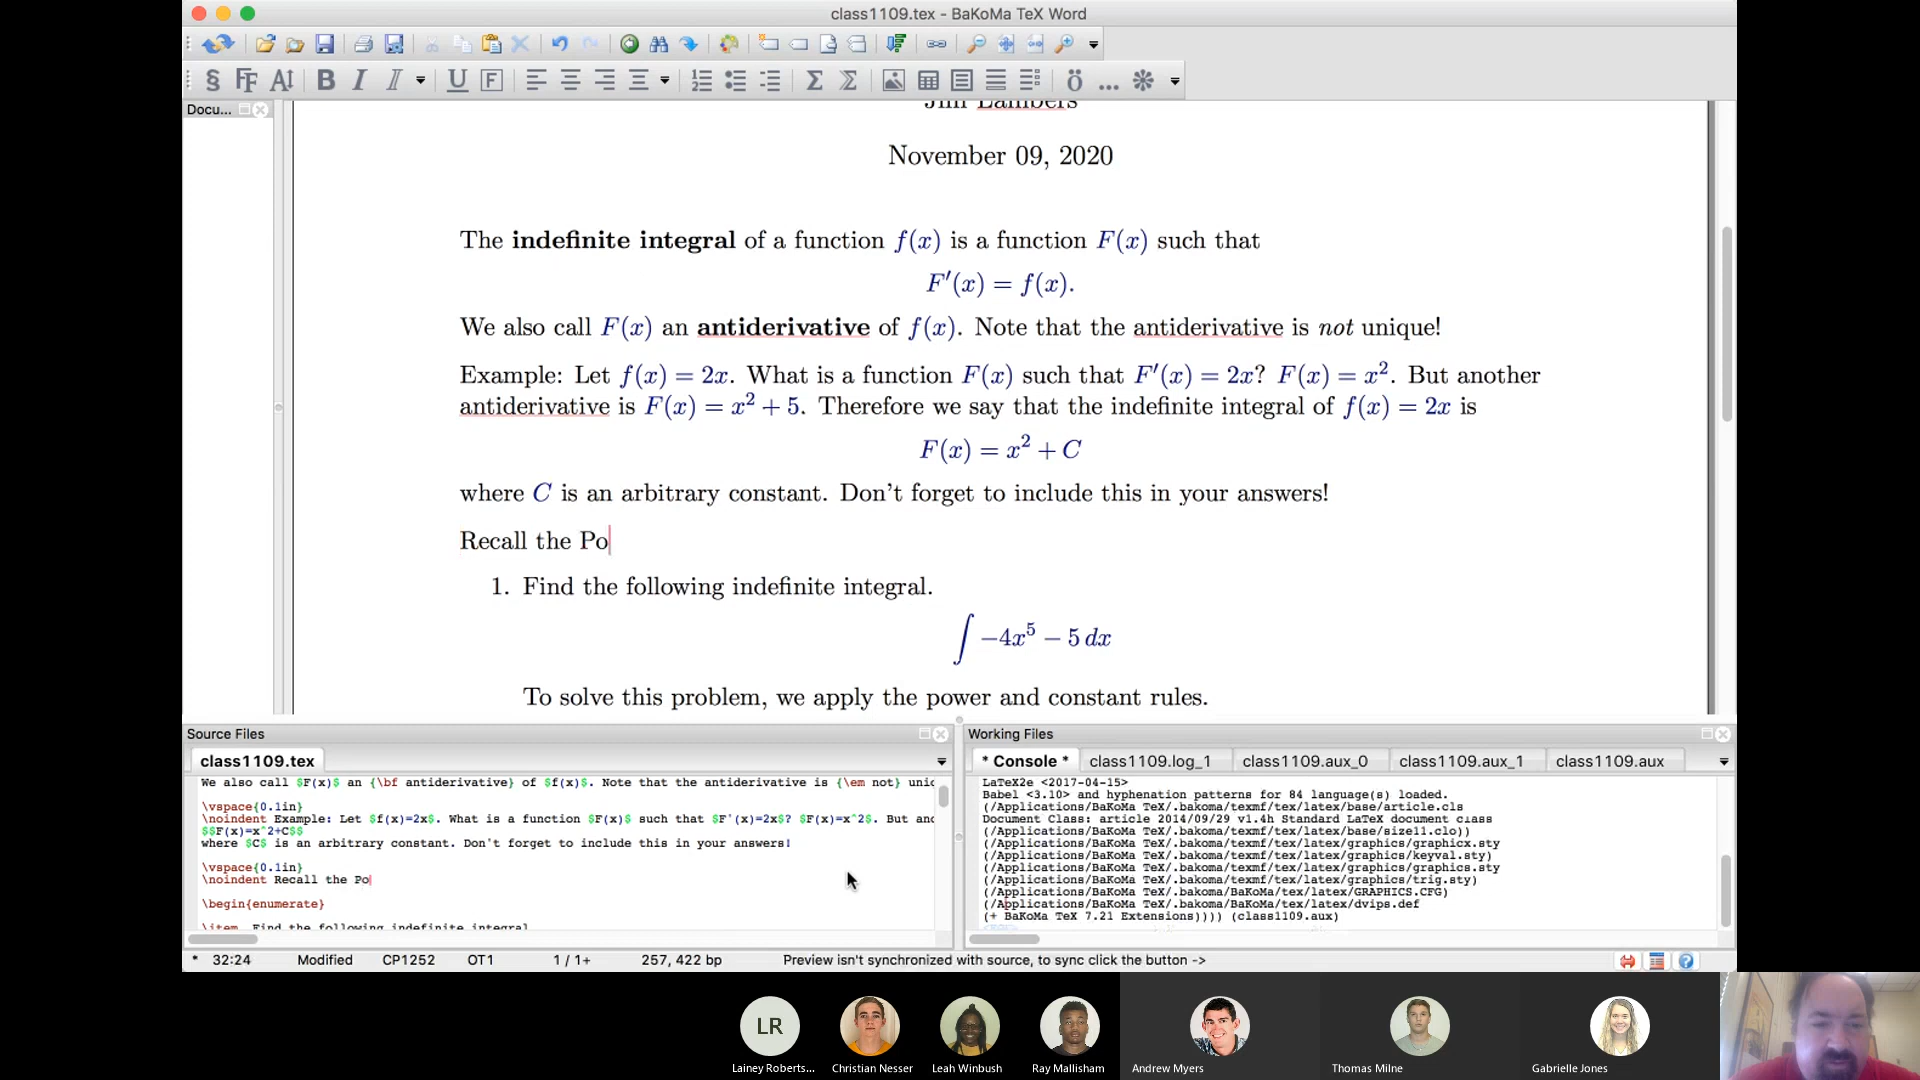 class1109.tex - BaKoMa TeX Word
Docu...
Jim Lambers
November 09, 2020
The indefinite integral of a function f(x) is a function F(x) such that
F′(x) = f(x).
We also call F(x) an antiderivative of f(x). Note that the antiderivative is not unique!
Example: Let f(x) = 2x. What is a function F(x) such that F′(x) = 2x? F(x) = x². But another
antiderivative is F(x) = x² + 5. Therefore we say that the indefinite integral of f(x) = 2x is
F(x) = x² + C
where C is an arbitrary constant. Don't forget to include this in your answers!
Recall the Po
1. Find the following indefinite integral.
∫ −4x⁵ − 5 dx
To solve this problem, we apply the power and constant rules.
Source Files
class1109.tex
We also call $F(x)$ an {\bf antiderivative} of $f(x)$. Note that the antiderivative is {\em not} uni
\vspace{0.1in}
\noindent Example: Let $f(x)=2x$. What is a function $F(x)$ such that $F'(x)=2x$? $F(x)=x^2$. But an
$$F(x)=x^2+C$$
where $C$ is an arbitrary constant. Don't forget to include this in your answers!
\vspace{0.1in}
\noindent Recall the Po
\begin{enumerate}
\item Find the following indefinite integral
Working Files
* Console * class1109.log_1 class1109.aux_0 class1109.aux_1 class1109.aux
LaTeX2e <2017-04-15>
Babel <3.10> and hyphenation patterns for 84 language(s) loaded.
(/Applications/BaKoMa TeX/.bakoma/texmf/tex/latex/base/article.cls
Document Class: article 2014/09/29 v1.4h Standard LaTeX document class
(/Applications/BaKoMa TeX/.bakoma/texmf/tex/latex/base/size11.clo))
(/Applications/BaKoMa TeX/.bakoma/texmf/tex/latex/graphics/graphicx.sty
(/Applications/BaKoMa TeX/.bakoma/texmf/tex/latex/graphics/keyval.sty)
(/Applications/BaKoMa TeX/.bakoma/texmf/tex/latex/graphics/graphics.sty
(/Applications/BaKoMa TeX/.bakoma/texmf/tex/latex/graphics/trig.sty)
(/Applications/BaKoMa TeX/.bakoma/BaKoMa/tex/latex/GRAPHICS.CFG)
(/Applications/BaKoMa TeX/.bakoma/BaKoMa/tex/latex/dvips.def
(+ BaKoMa TeX 7.21 Extensions)))) (class1109.aux)
* 32:24 Modified CP1252 OT1 1 / 1+ 257, 422 bp Preview isn't synchronized with source, to sync click the button ->
LR
Lainey Roberts... Christian Nesser Leah Winbush Ray Mallisham Andrew Myers Thomas Milne Gabrielle Jones